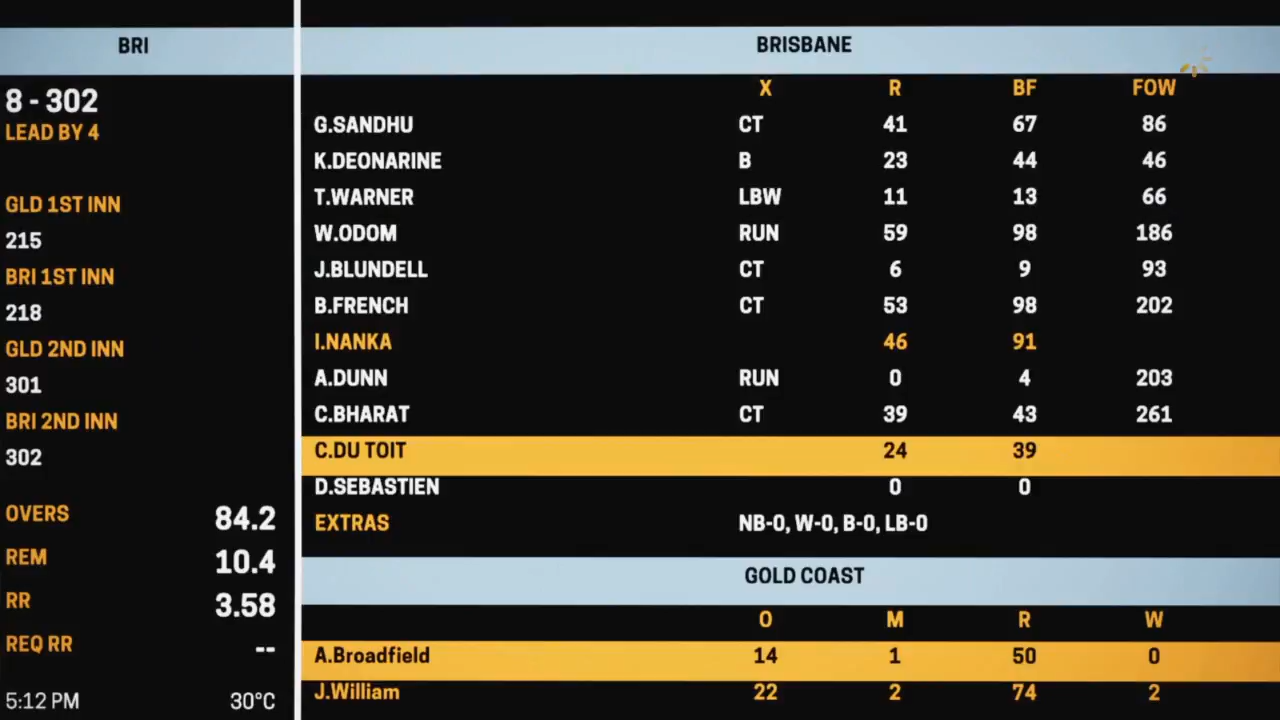 BRI
8 - 302
LEAD BY 4
GLD 1ST INN
215
BRI 1ST INN
218
GLD 2ND INN
301
BRI 2ND INN
302
OVERS 84.2
REM 10.4
RR 3.58
REQ RR --
5:12 PM 30°C
BRISBANE
X R BF FOW
G.SANDHU CT 41 67 86
K.DEONARINE B 23 44 46
T.WARNER LBW 11 13 66
W.ODOM RUN 59 98 186
J.BLUNDELL CT 6 9 93
B.FRENCH CT 53 98 202
I.NANKA 46 91
A.DUNN RUN 0 4 203
C.BHARAT CT 39 43 261
C.DU TOIT 24 39
D.SEBASTIEN 0 0
EXTRAS NB-0, W-0, B-0, LB-0
GOLD COAST
O M R W
A.Broadfield 14 1 50 0
J.William 22 2 74 2